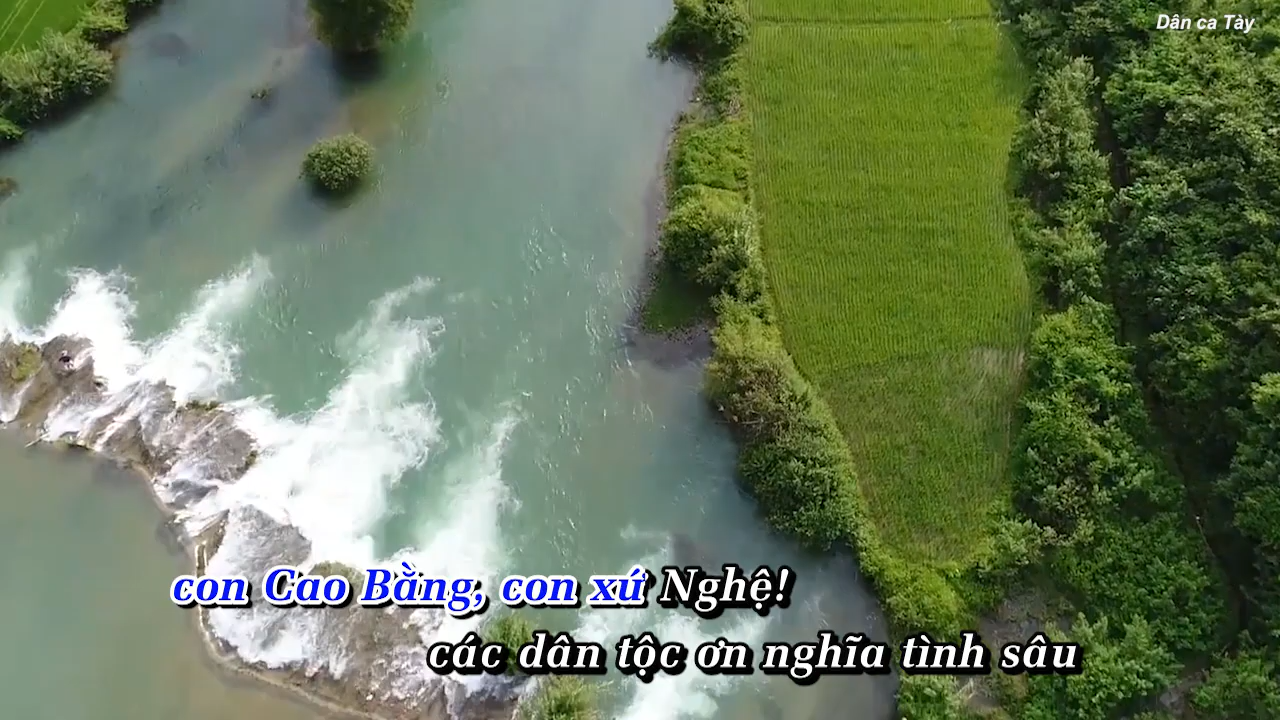 Dân ca Tày
con Cao Bằng, con xứ Nghệ!
các dân tộc ơn nghĩa tình sâu